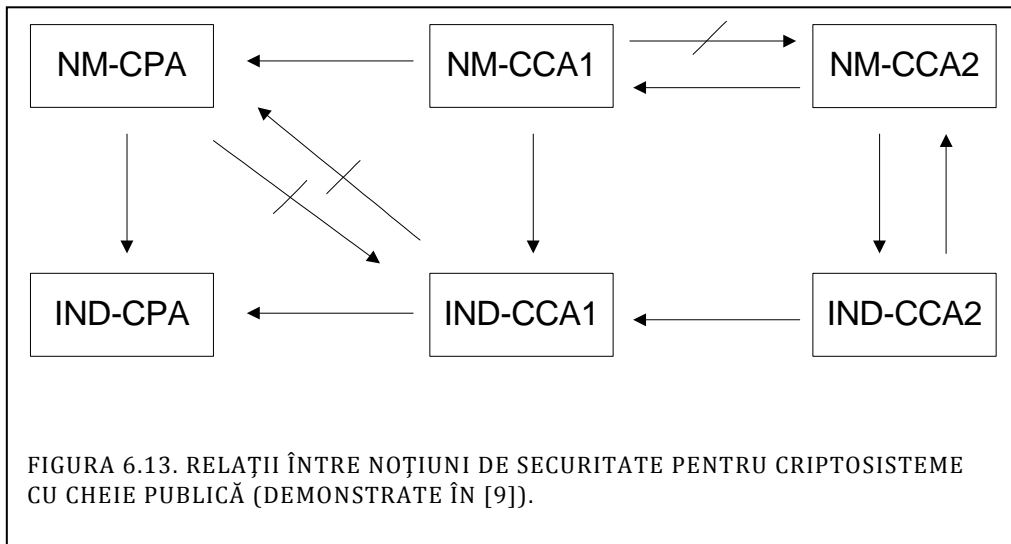 NM-CPA
NM-CCA1
NM-CCA2
IND-CPA
IND-CCA1
IND-CCA2
FIGURA 6.13. RELAŢII ÎNTRE NOŢIUNI DE SECURITATE PENTRU CRIPTOSISTEME
CU CHEIE PUBLICĂ (DEMONSTRATE ÎN [9]).